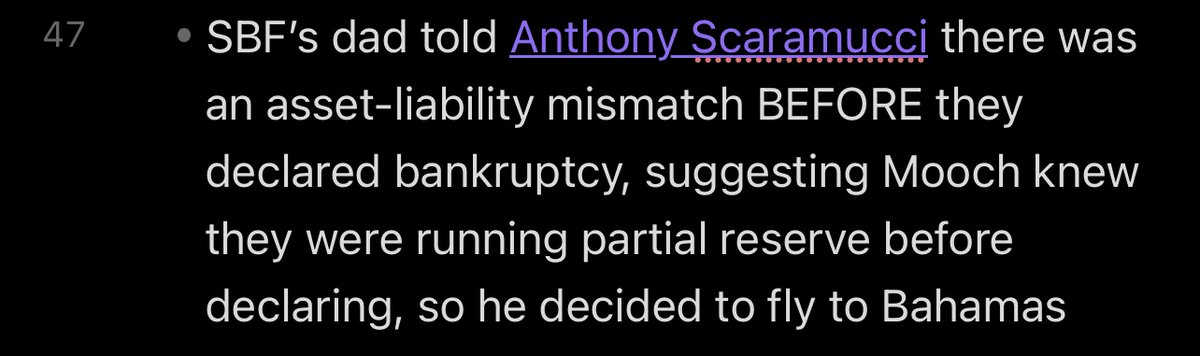 47 • SBF’s dad told Anthony Scaramucci there was
an asset-liability mismatch BEFORE they
declared bankruptcy, suggesting Mooch knew
they were running partial reserve before
declaring, so he decided to fly to Bahamas